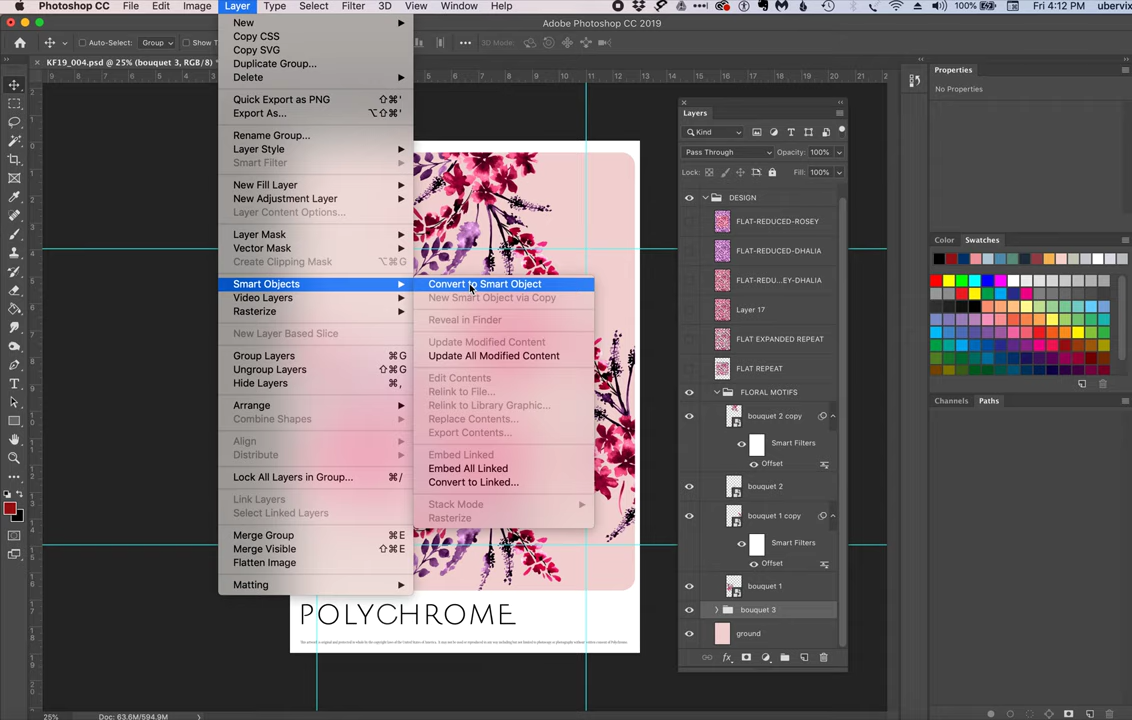 Photoshop CC File Edit Image Layer Type Select Filter 3D View Window Help 100% Fri 4:12 PM ubervix
Adobe Photoshop CC 2019
Auto-Select: Group Show T 3D Mode:
KF19_004.psd @ 25% (bouquet 3, RGB/8) *
New
Copy CSS
Copy SVG
Duplicate Group...
Delete
Quick Export as PNG ⇧⌘'
Export As... ⌥⇧⌘'
Rename Group...
Layer Style
Smart Filter
New Fill Layer
New Adjustment Layer
Layer Content Options...
Layer Mask
Vector Mask
Create Clipping Mask ⌥⌘G
Smart Objects
Video Layers
Rasterize
New Layer Based Slice
Group Layers ⌘G
Ungroup Layers ⇧⌘G
Hide Layers ⌘,
Arrange
Combine Shapes
Align
Distribute
Lock All Layers in Group... ⌘/
Link Layers
Select Linked Layers
Merge Group ⌘E
Merge Visible ⇧⌘E
Flatten Image
Matting
Convert to Smart Object
New Smart Object via Copy
Reveal in Finder
Update Modified Content
Update All Modified Content
Edit Contents
Relink to File...
Relink to Library Graphic...
Replace Contents...
Export Contents...
Embed Linked
Embed All Linked
Convert to Linked...
Stack Mode
Rasterize
POLYCHROME
Layers
Kind
Pass Through Opacity: 100%
Lock: Fill: 100%
DESIGN
FLAT-REDUCED-ROSEY
FLAT-REDUCED-DHALIA
FLAT-REDU...EY-DHALIA
Layer 17
FLAT EXPANDED REPEAT
FLAT REPEAT
FLORAL MOTIFS
bouquet 2 copy
Smart Filters
Offset
bouquet 2
bouquet 1 copy
Smart Filters
Offset
bouquet 1
bouquet 3
ground
Properties
No Properties
Color Swatches
Channels Paths
25% Doc: 63.6M/594.9M